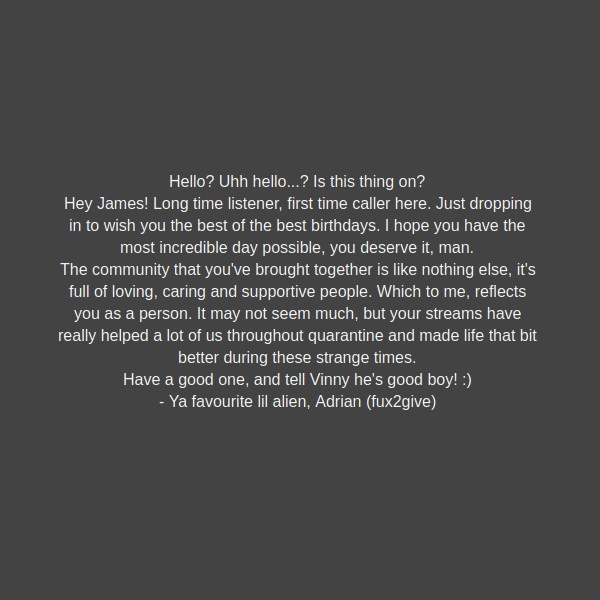 Hello? Uhh hello...? Is this thing on?
Hey James! Long time listener, first time caller here. Just dropping
in to wish you the best of the best birthdays. I hope you have the
most incredible day possible, you deserve it, man.
The community that you've brought together is like nothing else, it's
full of loving, caring and supportive people. Which to me, reflects
you as a person. It may not seem much, but your streams have
really helped a lot of us throughout quarantine and made life that bit
better during these strange times.
Have a good one, and tell Vinny he's good boy! :)
- Ya favourite lil alien, Adrian (fux2give)